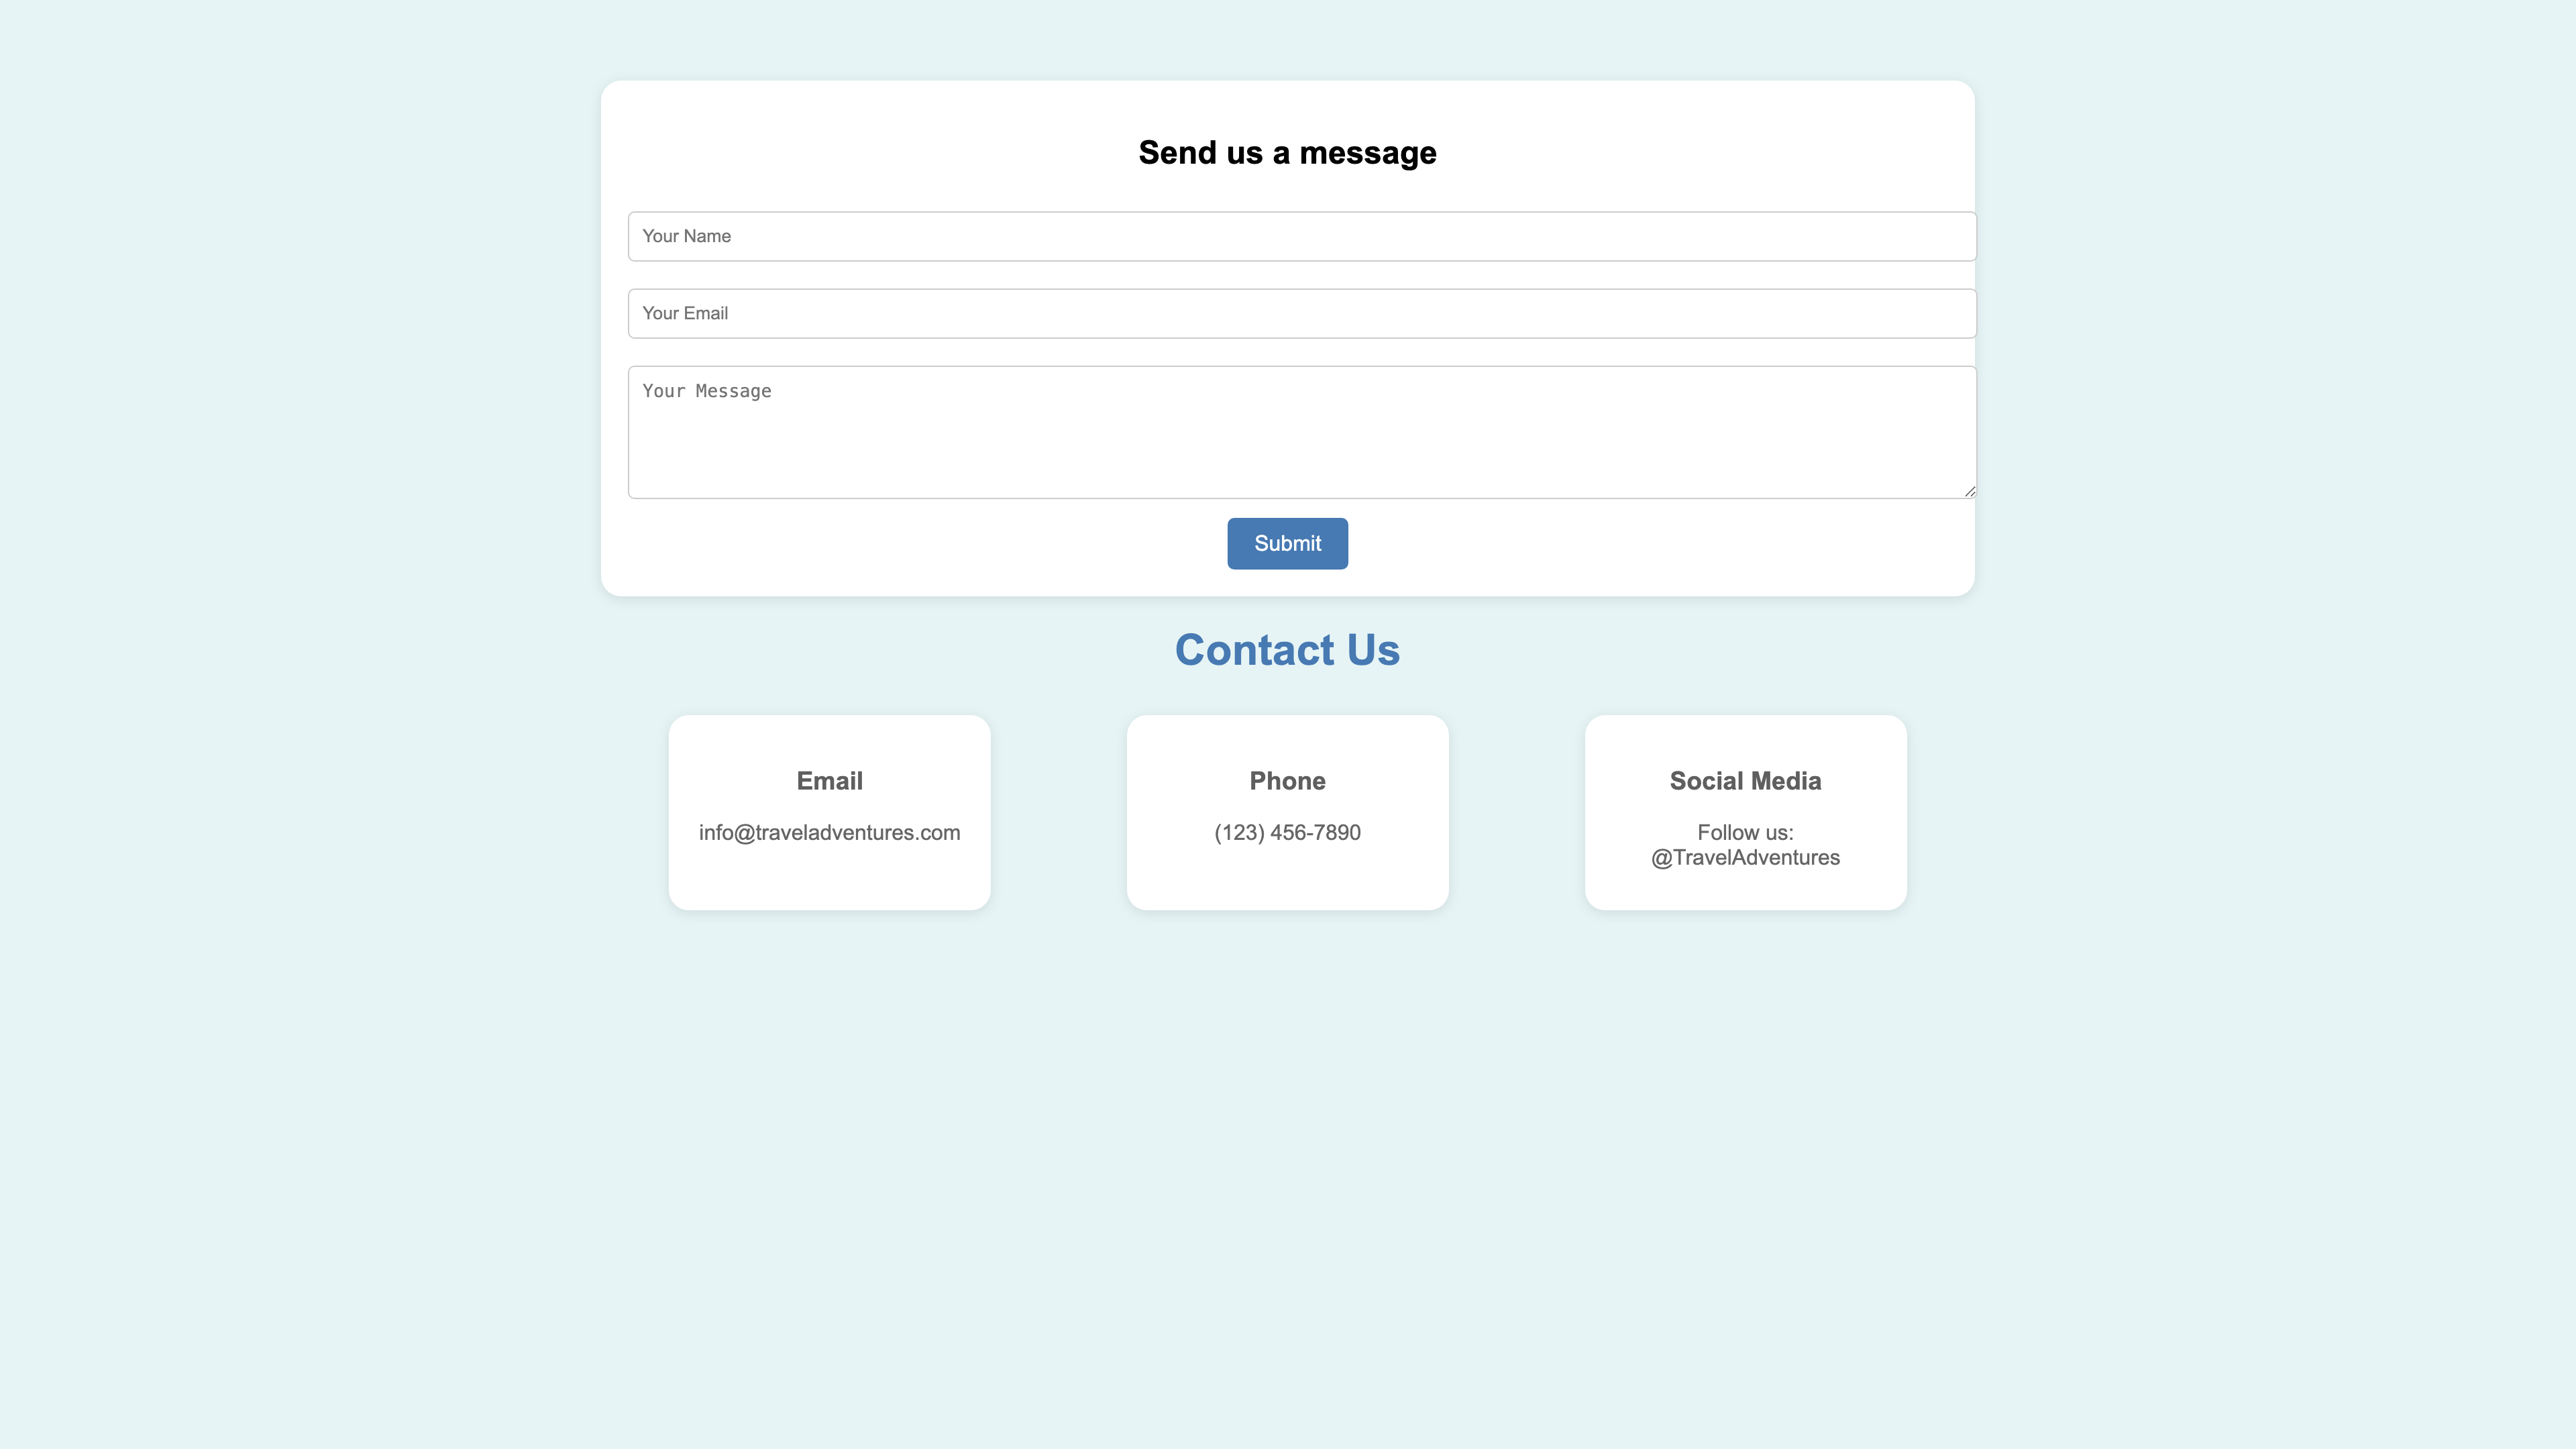 Send us a message
Your Name
Your Email
Your Message
Submit
Contact Us
Email
info@traveladventures.com
Phone
(123) 456-7890
Social Media
Follow us:
@TravelAdventures